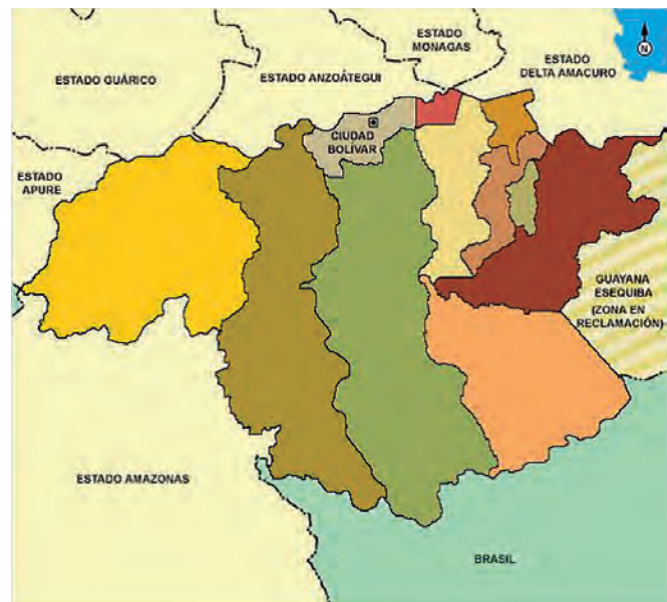 ESTADO
MONAGAS
N
ESTADO GUÁRICO
ESTADO ANZOÁTEGUI
ESTADO
DELTA AMACURO
CIUDAD
BOLÍVAR
ESTADO
APURE
GUAYANA
ESEQUIBA
(ZONA EN
RECLAMACIÓN)
ESTADO AMAZONAS
BRASIL